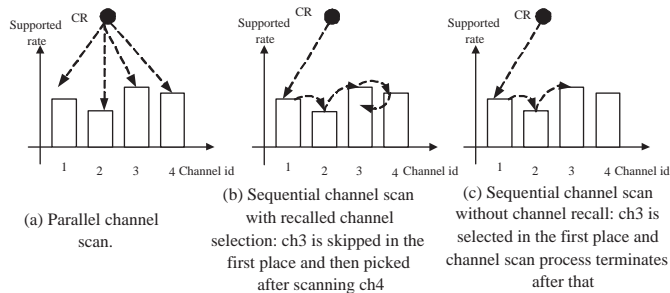 CR
Supported
rate
1
2
3
4
Channel id
(a) Parallel channel
scan.
CR
Supported
rate
1
2
3
4
Channel id
(b) Sequential channel scan
with recalled channel
selection: ch3 is skipped in the
first place and then picked
after scanning ch4
CR
Supported
rate
1
2
3
4
Channel id
(c) Sequential channel scan
without channel recall: ch3 is
selected in the first place and
channel scan process terminates
after that